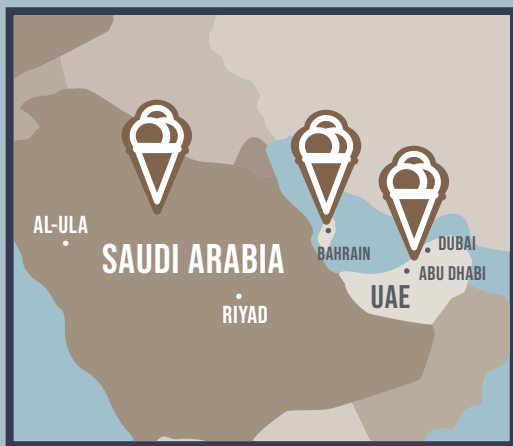 AL-ULA
SAUDI ARABIA
RIYAD
BAHRAIN
DUBAI
ABU DHABI
UAE